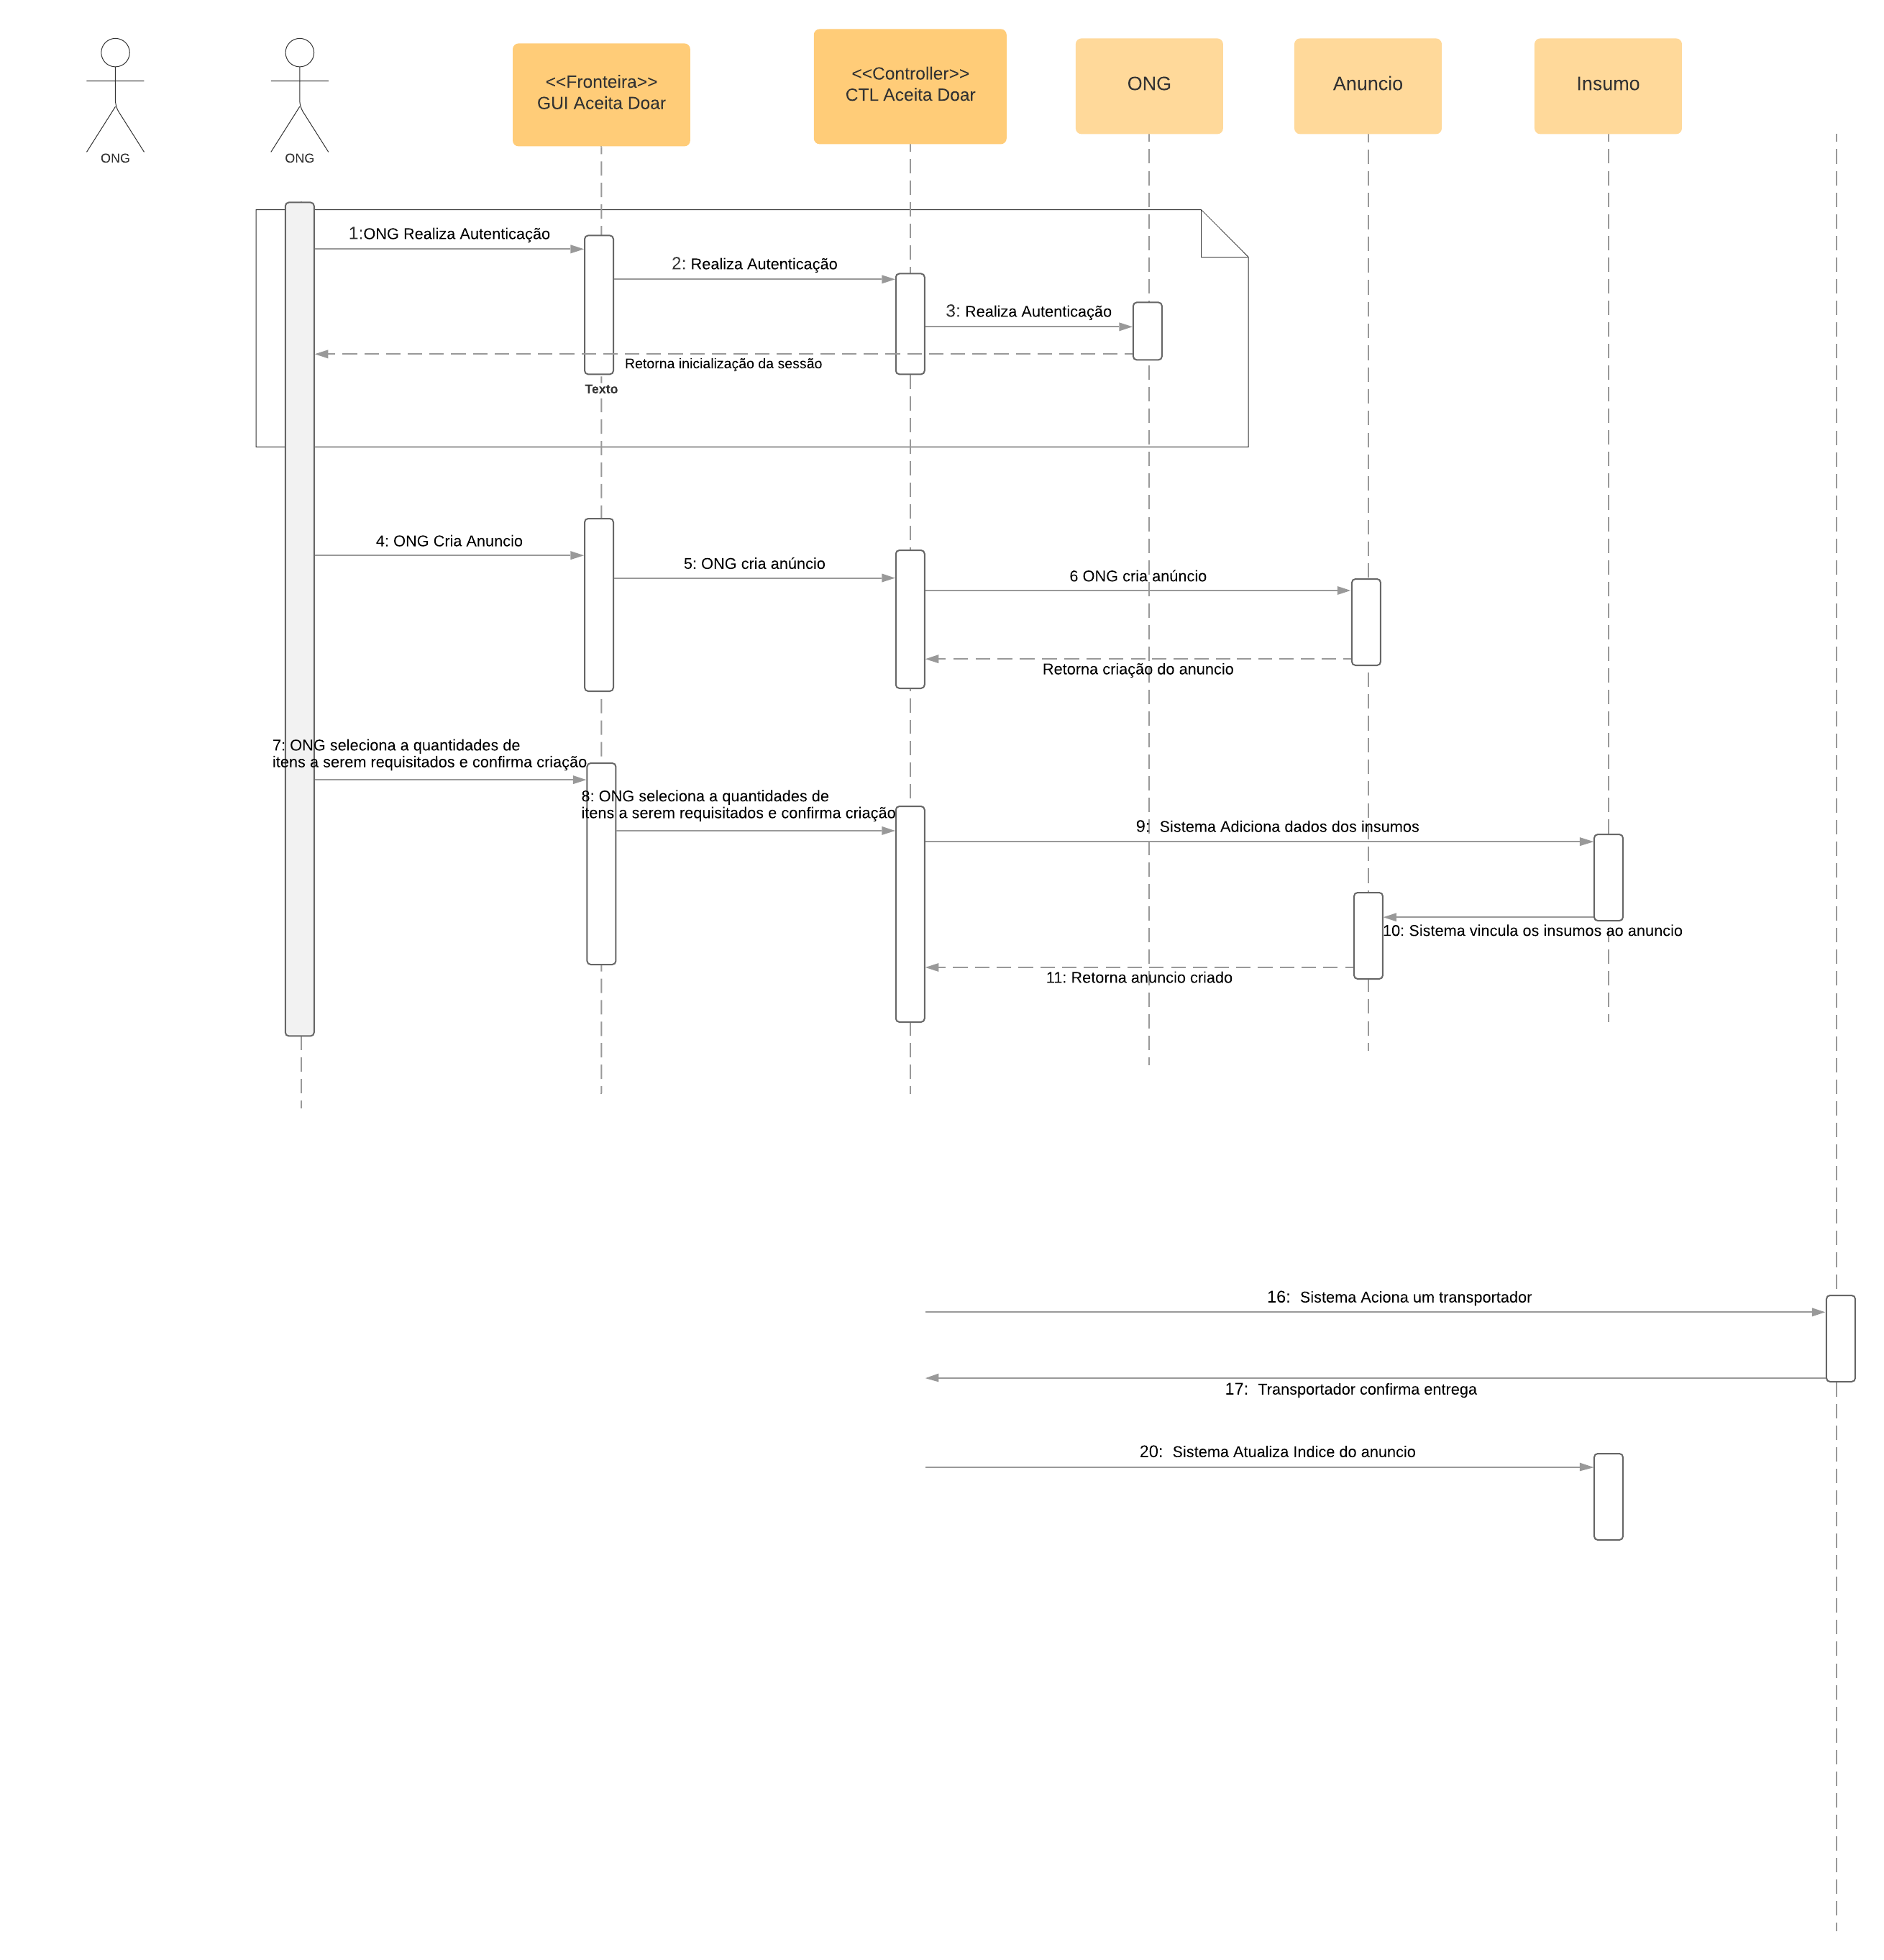 ONG
ONG
<<Fronteira>>
GUI Aceita Doar
<<Controller>>
CTL Aceita Doar
ONG
Anuncio
Insumo
1:ONG Realiza Autenticação
2: Realiza Autenticação
3: Realiza Autenticação
Retorna inicialização da sessão
Texto
4: ONG Cria Anuncio
5: ONG cria anúncio
6 ONG cria anúncio
Retorna criação do anuncio
7: ONG seleciona a quantidades de
itens a serem requisitados e confirma criação
8: ONG seleciona a quantidades de
itens a serem requisitados e confirma criação
9:  Sistema Adiciona dados dos insumos
10: Sistema vincula os insumos ao anuncio
11: Retorna anuncio criado
16:  Sistema Aciona um transportador
17:  Transportador confirma entrega
20:  Sistema Atualiza Indice do anuncio